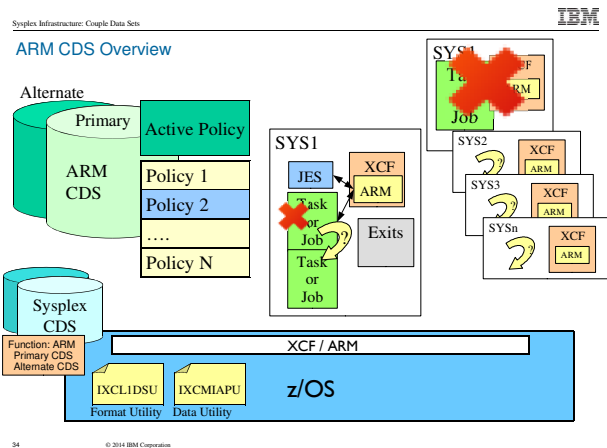 Sysplex Infrastructure: Couple Data Sets
IBM
ARM CDS Overview
Alternate
Primary
ARM
CDS
Active Policy
Policy 1
Policy 2
....
Policy N
SYS1
JES
XCF
ARM
Task
or
Job
?
Task
or
Job
Exits
SYS1
Job
ARM
SYS2
XCF
ARM
?
SYS3
XCF
ARM
?
SYSn
XCF
ARM
?
Sysplex
CDS
Function: ARM
Primary CDS
Alternate CDS
XCF / ARM
IXCL1DSU
Format Utility
IXCMIAPU
Data Utility
z/OS
34
© 2014 IBM Corporation